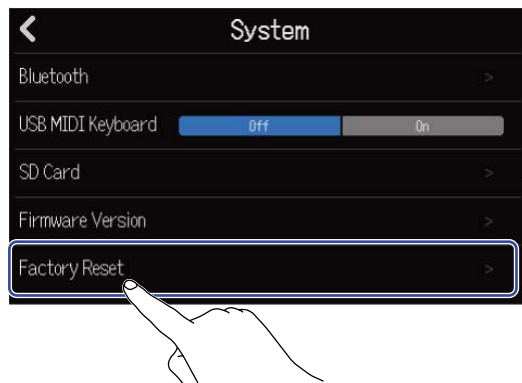 System
Bluetooth
USB MIDI Keyboard Off On
SD Card
Firmware Version
Factory Reset